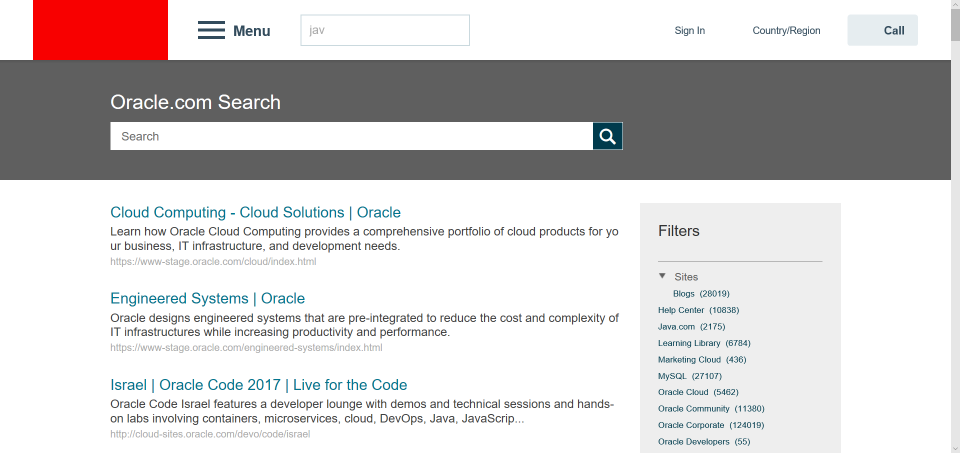 Menu
jav
Sign In
Country/Region
Call
Oracle.com Search
Search
Cloud Computing - Cloud Solutions | Oracle
Learn how Oracle Cloud Computing provides a comprehensive portfolio of cloud products for yo
ur business, IT infrastructure, and development needs.
https://www-stage.oracle.com/cloud/index.html
Engineered Systems | Oracle
Oracle designs engineered systems that are pre-integrated to reduce the cost and complexity of
IT infrastructures while increasing productivity and performance.
https://www-stage.oracle.com/engineered-systems/index.html
Israel | Oracle Code 2017 | Live for the Code
Oracle Code Israel features a developer lounge with demos and technical sessions and hands-
on labs involving containers, microservices, cloud, DevOps, Java, JavaScrip...
http://cloud-sites.oracle.com/devo/code/israel
Filters
Sites
Blogs (28019)
Help Center (10838)
Java.com (2175)
Learning Library (6784)
Marketing Cloud (436)
MySQL (27107)
Oracle Cloud (5462)
Oracle Community (11380)
Oracle Corporate (124019)
Oracle Developers (55)